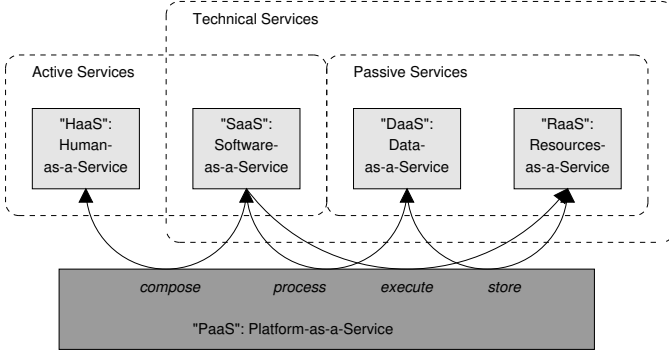 Technical Services
Active Services
Passive Services
"HaaS":
Human-
as-a-Service
"SaaS":
Software-
as-a-Service
"DaaS":
Data-
as-a-Service
"RaaS":
Resources-
as-a-Service
compose
process
execute
store
"PaaS": Platform-as-a-Service